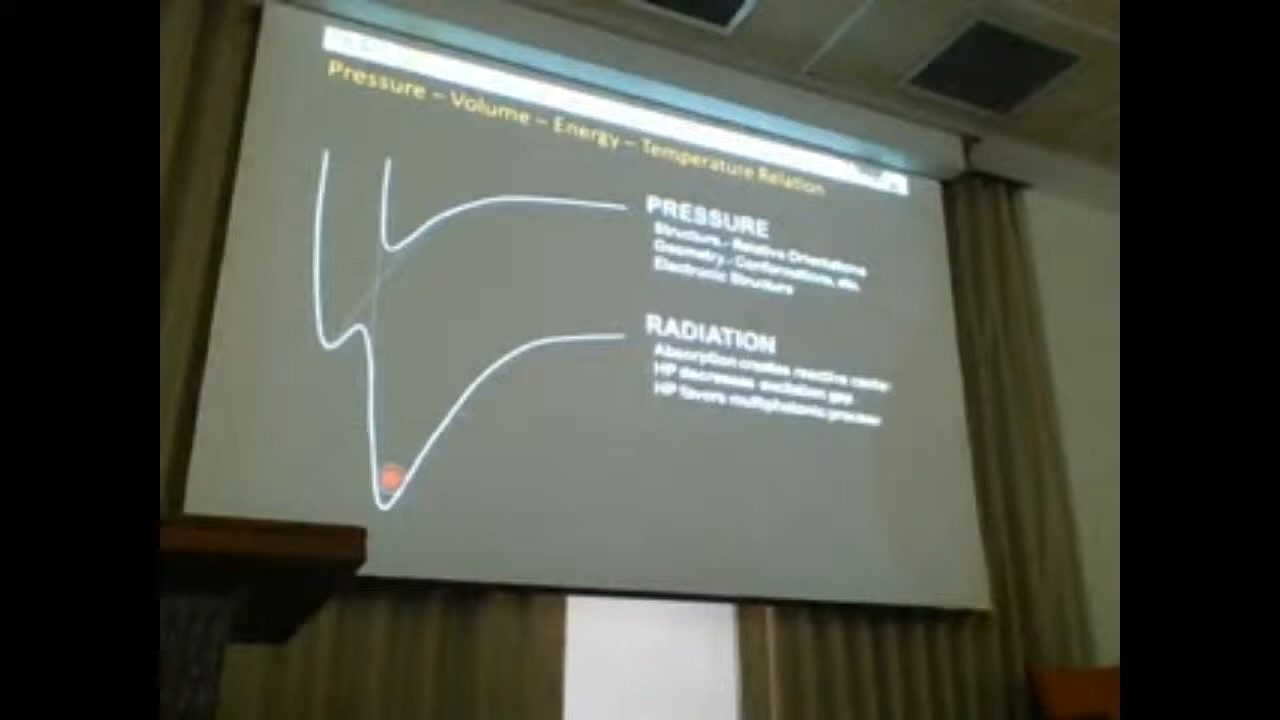 Pressure – Volume – Energy – Temperature Relation
PRESSURE
Structure.- Relative Orientations
Geometry.- Conformations, etc.
Electronic Structure
RADIATION
Absorption creates reactive center
HP decreases excitation gap
HP favors multiphotonic process